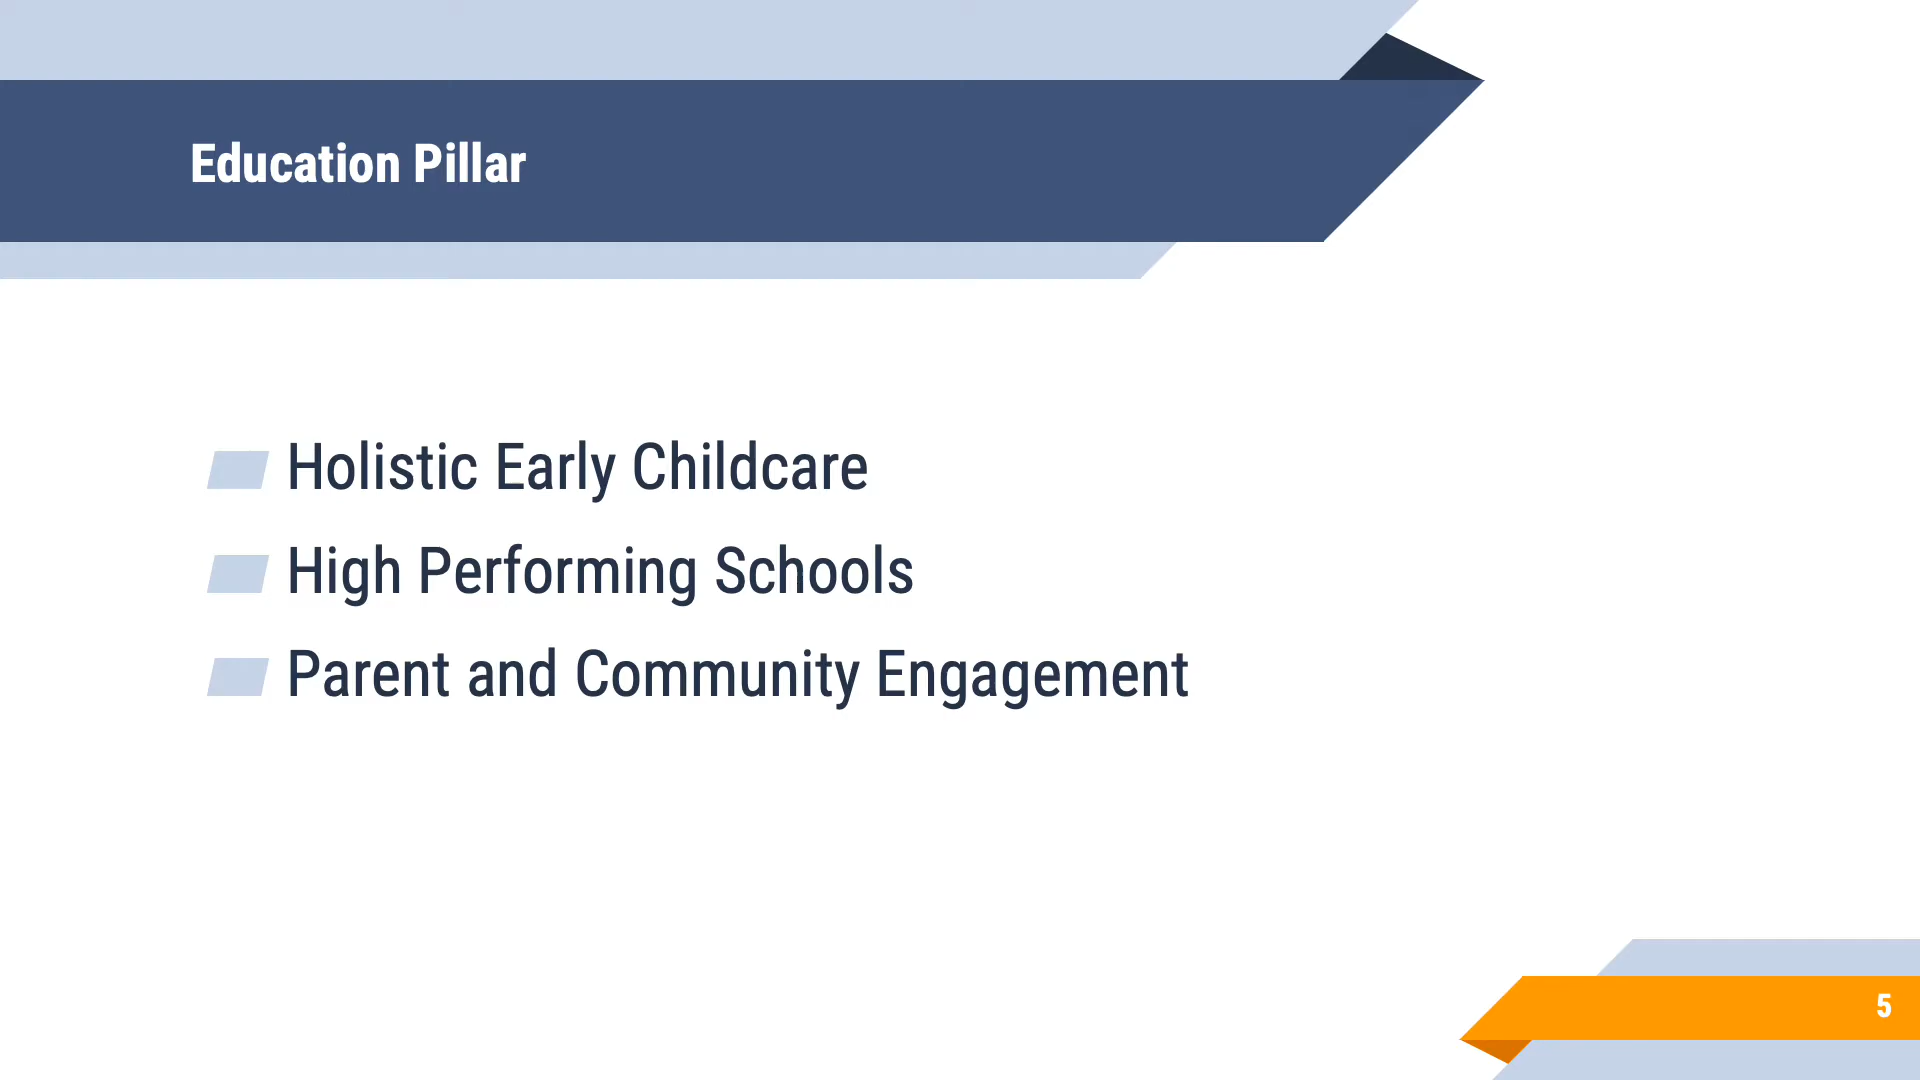 Education Pillar
Holistic Early Childcare
High Performing Schools
Parent and Community Engagement
5